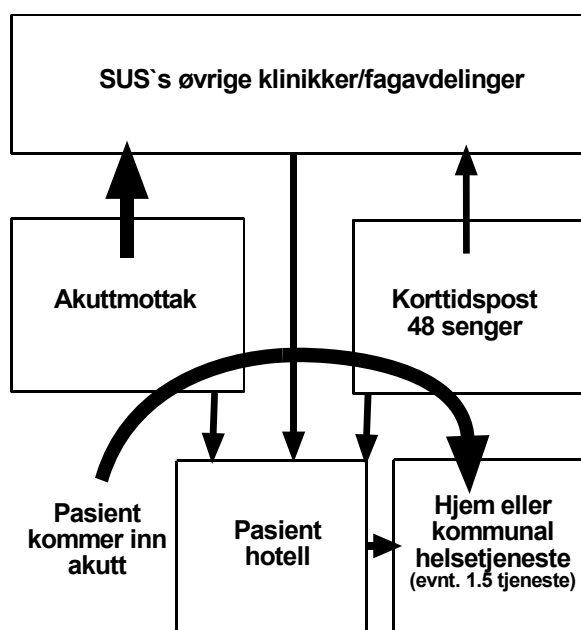 SUS`s øvrige klinikker/fagavdelinger
Akuttmottak
Korttidspost
48 senger
Pasient
kommer inn
akutt
Pasient
hotell
Hjem eller
kommunal
helsetjeneste
(evnt. 1.5 tjeneste)